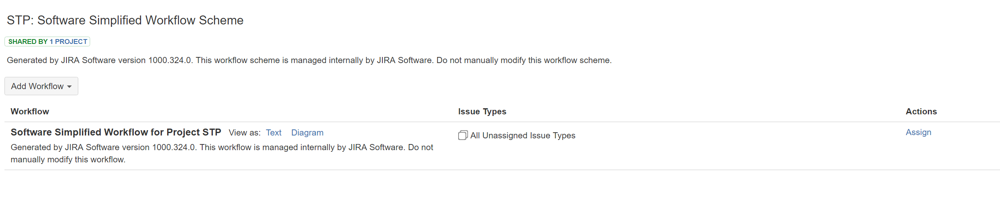 STP: Software Simplified Workflow Scheme
SHARED BY 1 PROJECT
Generated by JIRA Software version 1000.324.0. This workflow scheme is managed internally by JIRA Software. Do not manually modify this workflow scheme.
Add Workflow
Workflow Issue Types Actions
Software Simplified Workflow for Project STP View as: Text Diagram All Unassigned Issue Types Assign
Generated by JIRA Software version 1000.324.0. This workflow is managed internally by JIRA Software. Do not
manually modify this workflow.